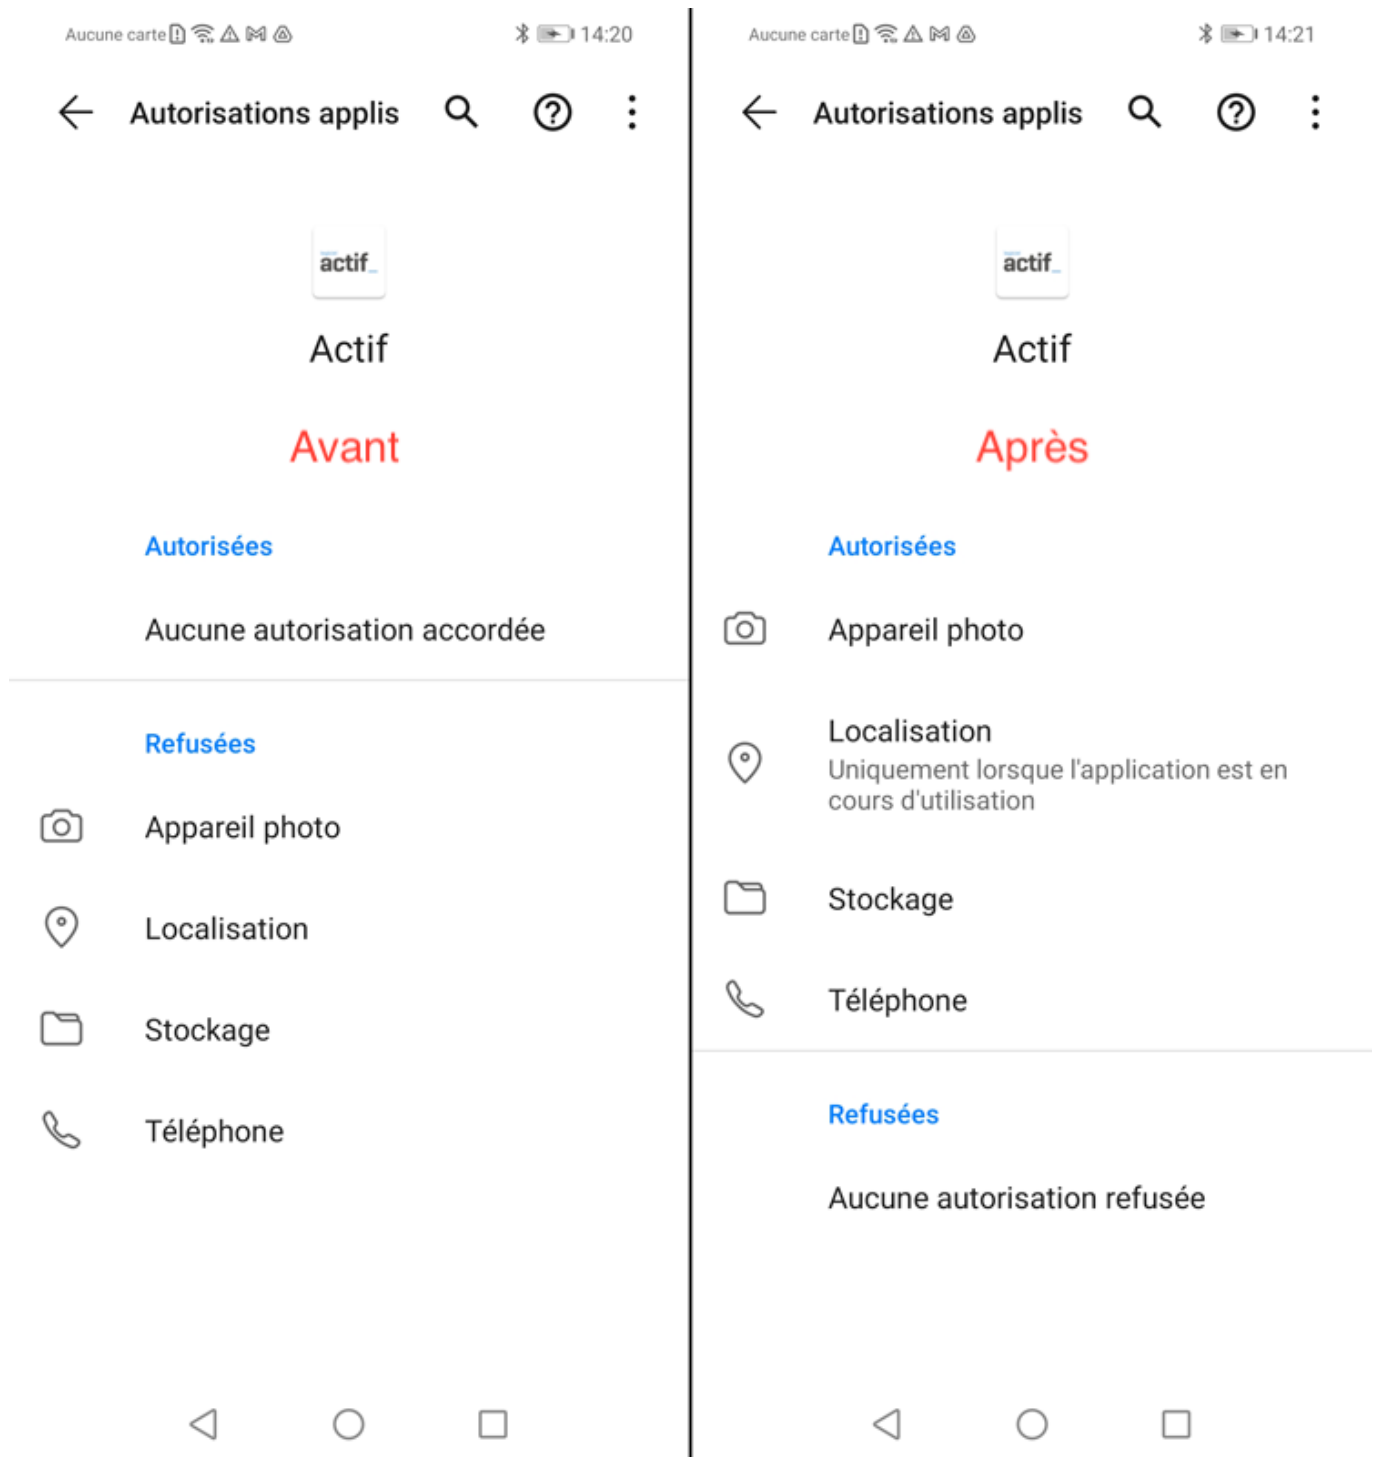 Aucune carte 14:20
Autorisations applis
actif_
Actif
Avant
Autorisées
Aucune autorisation accordée
Refusées
Appareil photo
Localisation
Stockage
Téléphone
Aucune carte 14:21
Autorisations applis
actif_
Actif
Après
Autorisées
Appareil photo
Localisation
Uniquement lorsque l'application est en
cours d'utilisation
Stockage
Téléphone
Refusées
Aucune autorisation refusée